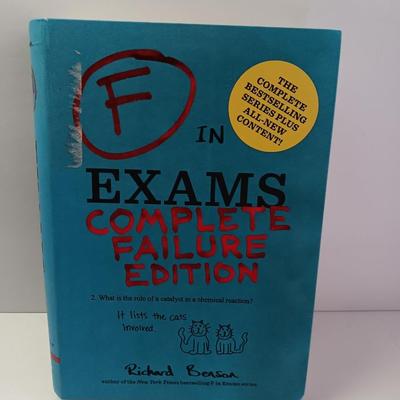 F
IN
THE
COMPLETE
BESTSELLING
SERIES PLUS
ALL-NEW
CONTENT!
EXAMS
COMPLETE
FAILURE
EDITION
2. What is the role of a catalyst in a chemical reaction?
It lists the cats
involved.
Richard Benson
author of the New York Times bestselling F in Exams series